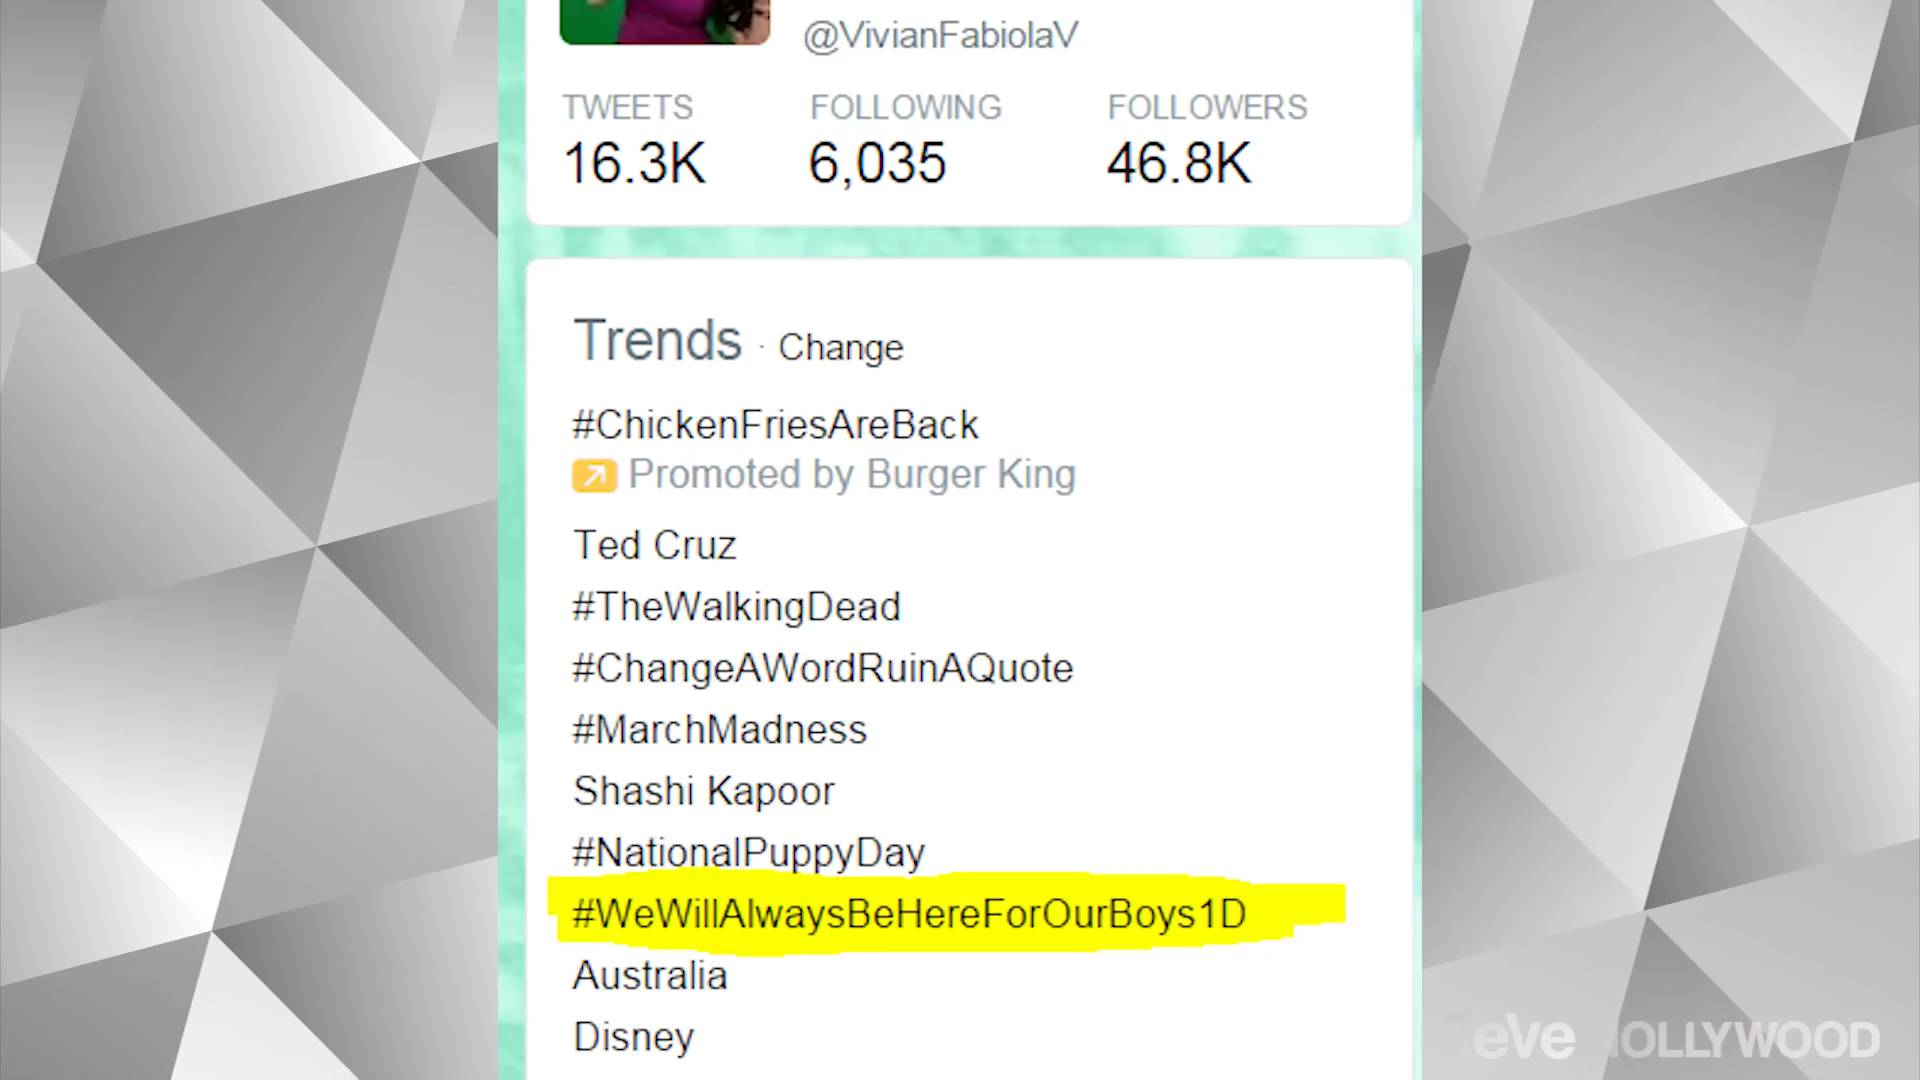 @VivianFabiolaV
TWEETS FOLLOWING FOLLOWERS
16.3K 6,035 46.8K
Trends · Change
#ChickenFriesAreBack
Promoted by Burger King
Ted Cruz
#TheWalkingDead
#ChangeAWordRuinAQuote
#MarchMadness
Shashi Kapoor
#NationalPuppyDay
#WeWillAlwaysBeHereForOurBoys1D
Australia
Disney
HOLLYWOOD